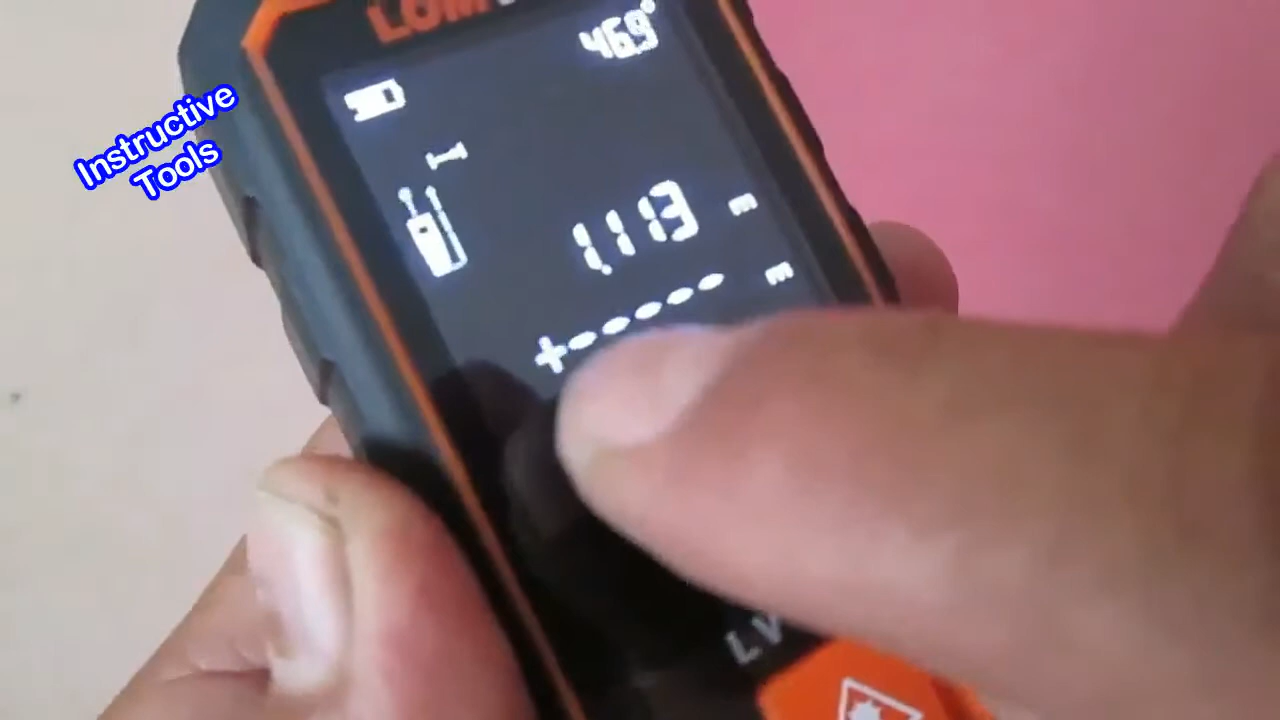 Instructive
Tools
46.9°
1.113 m
+----- m
LV